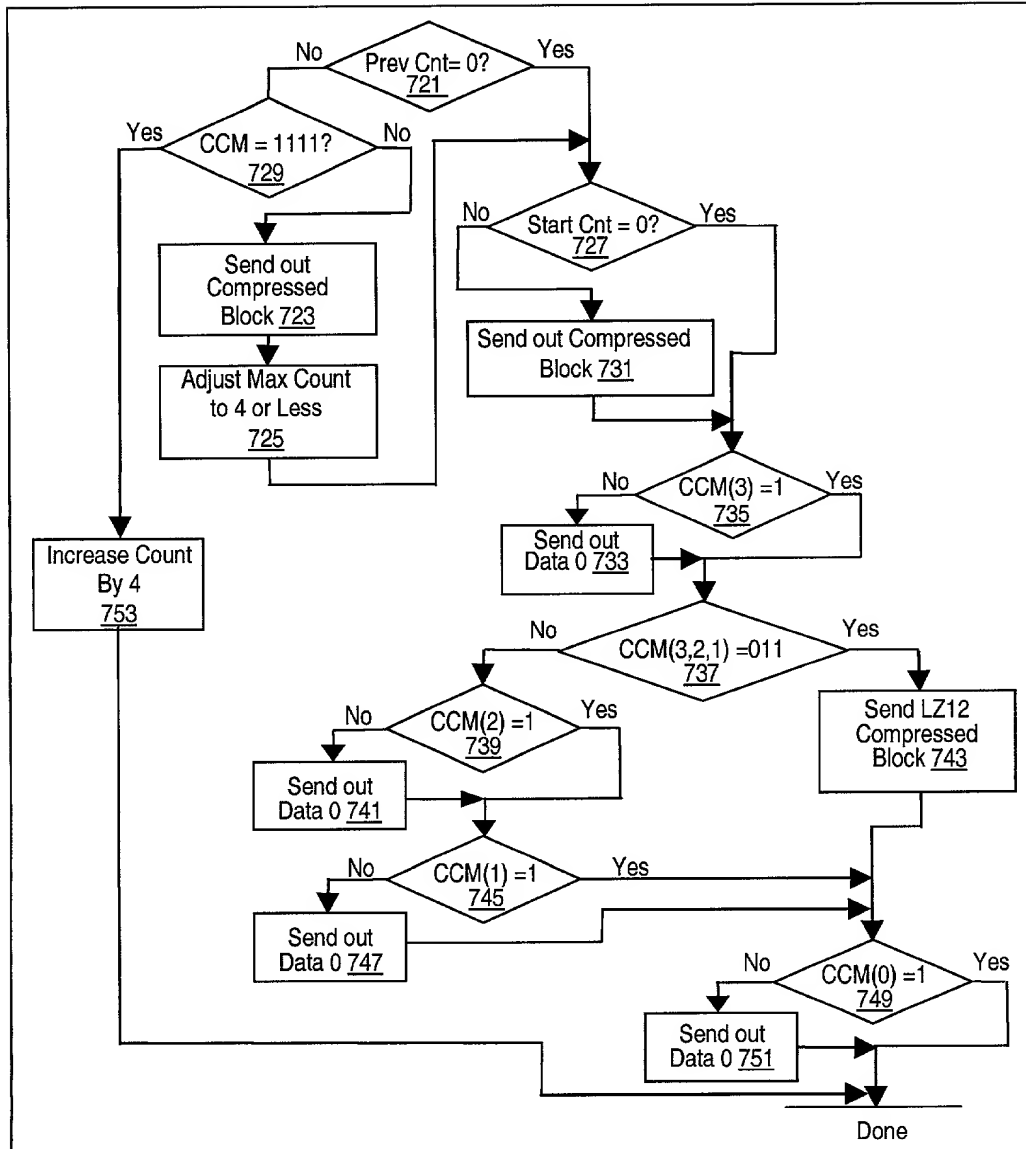 No
Prev Cnt= 0?
721
Yes
Yes
CCM = 1111?
729
No
No
Start Cnt = 0?
727
Yes
Send out
Compressed
Block 723
Send out Compressed
Block 731
Adjust Max Count
to 4 or Less
725
No
CCM(3) =1
735
Yes
Increase Count
By 4
753
Send out
Data 0 733
No
CCM(3,2,1) =011
737
Yes
No
CCM(2) =1
739
Yes
Send LZ12
Compressed
Block 743
Send out
Data 0 741
No
CCM(1) =1
745
Yes
Send out
Data 0 747
No
CCM(0) =1
749
Yes
Send out
Data 0 751
Done